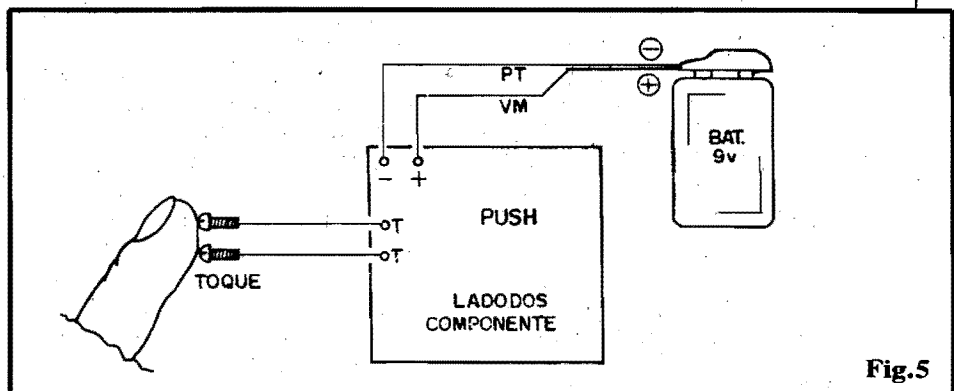 ⊖
PT
⊕
VM
BAT.
9v
- +
T
PUSH
T
TOQUE
LADO DOS
COMPONENTE
Fig.5